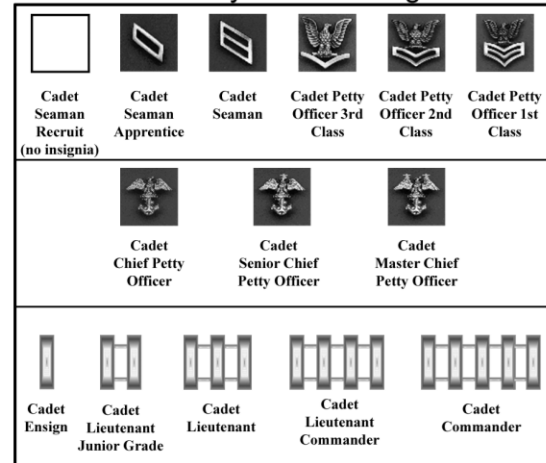 Cadet
Seaman
Recruit
(no insignia)
Cadet
Seaman
Apprentice
Cadet
Seaman
Cadet Petty
Officer 3rd
Class
Cadet Petty
Officer 2nd
Class
Cadet Petty
Officer 1st
Class
Cadet
Chief Petty
Officer
Cadet
Senior Chief
Petty Officer
Cadet
Master Chief
Petty Officer
Cadet
Ensign
Cadet
Lieutenant
Junior Grade
Cadet
Lieutenant
Cadet
Lieutenant
Commander
Cadet
Commander